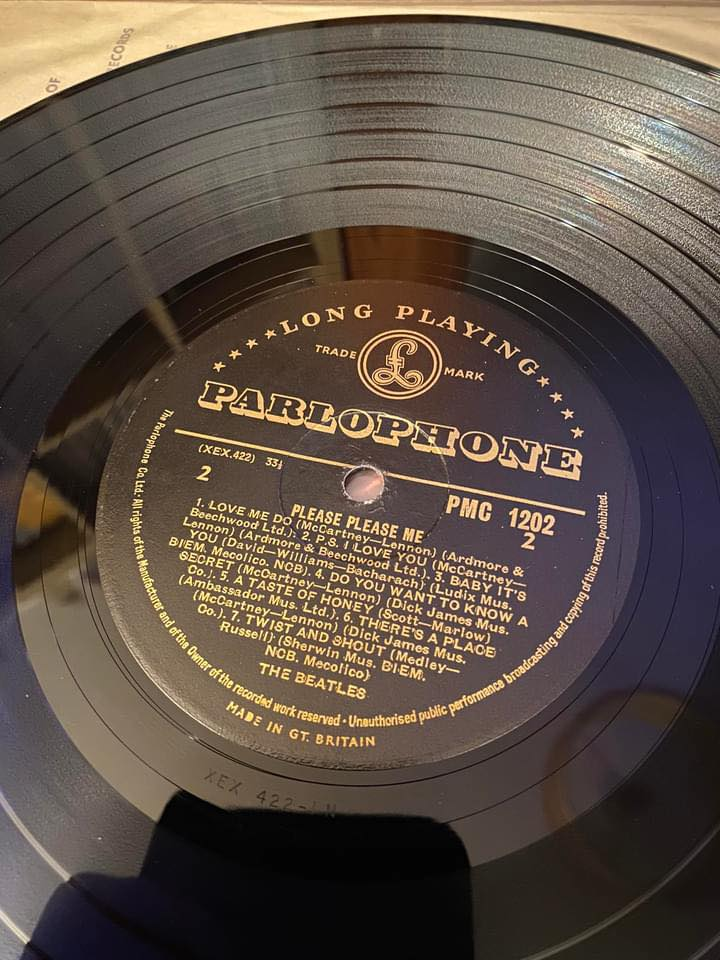 OF
ECORDS
LONG PLAYING
TRADE MARK
£
PARLOPHONE
(XEX.422) 33⅓
2
PMC 1202
2
PLEASE PLEASE ME
1. LOVE ME DO (McCartney—Lennon) (Ardmore &
Beechwood Ltd.). 2. P.S. I LOVE YOU (McCartney—
Lennon) (Ardmore & Beechwood Ltd.). 3. BABY IT'S
YOU (David—Williams—Bacharach) (Ludix Mus.
BIEM. Mecolico. NCB). 4. DO YOU WANT TO KNOW A
SECRET (McCartney—Lennon) (Dick James Mus.
Co.). 5. A TASTE OF HONEY (Scott—Marlow)
(Ambassador Mus. Ltd.) 6. THERE'S A PLACE
(McCartney—Lennon) (Dick James Mus.
Co.). 7. TWIST AND SHOUT (Medley—
Russell) (Sherwin Mus. BIEM.
NCB. Mecolico)
THE BEATLES
The Parlophone Co Ltd. All rights of the Manufacturer and of the Owner of the recorded work reserved · Unauthorised public performance broadcasting and copying of this record prohibited.
MADE IN GT. BRITAIN
XEX 422-